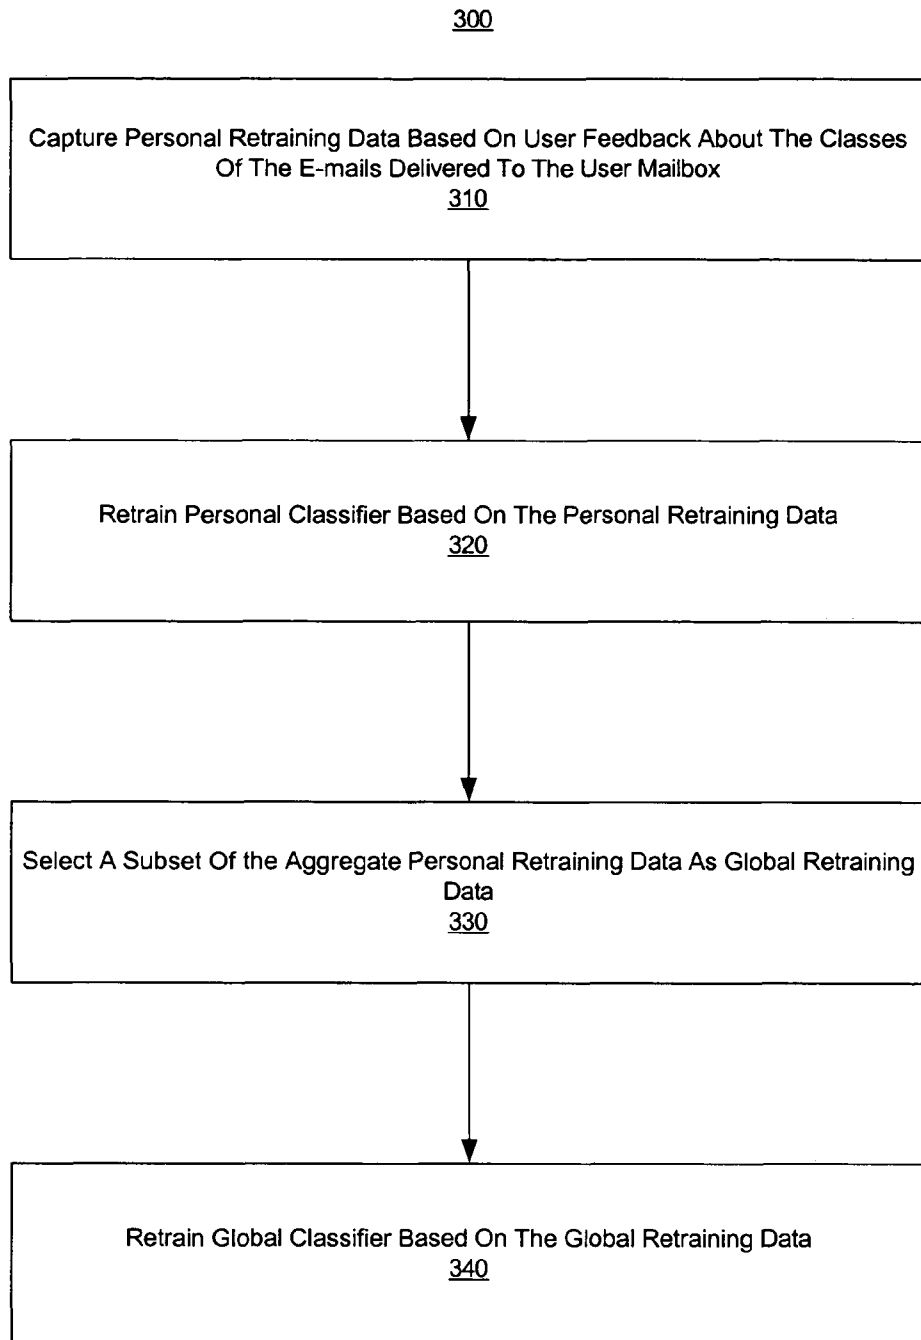 300
Capture Personal Retraining Data Based On User Feedback About The Classes
Of The E-mails Delivered To The User Mailbox
310
Retrain Personal Classifier Based On The Personal Retraining Data
320
Select A Subset Of the Aggregate Personal Retraining Data As Global Retraining
Data
330
Retrain Global Classifier Based On The Global Retraining Data
340